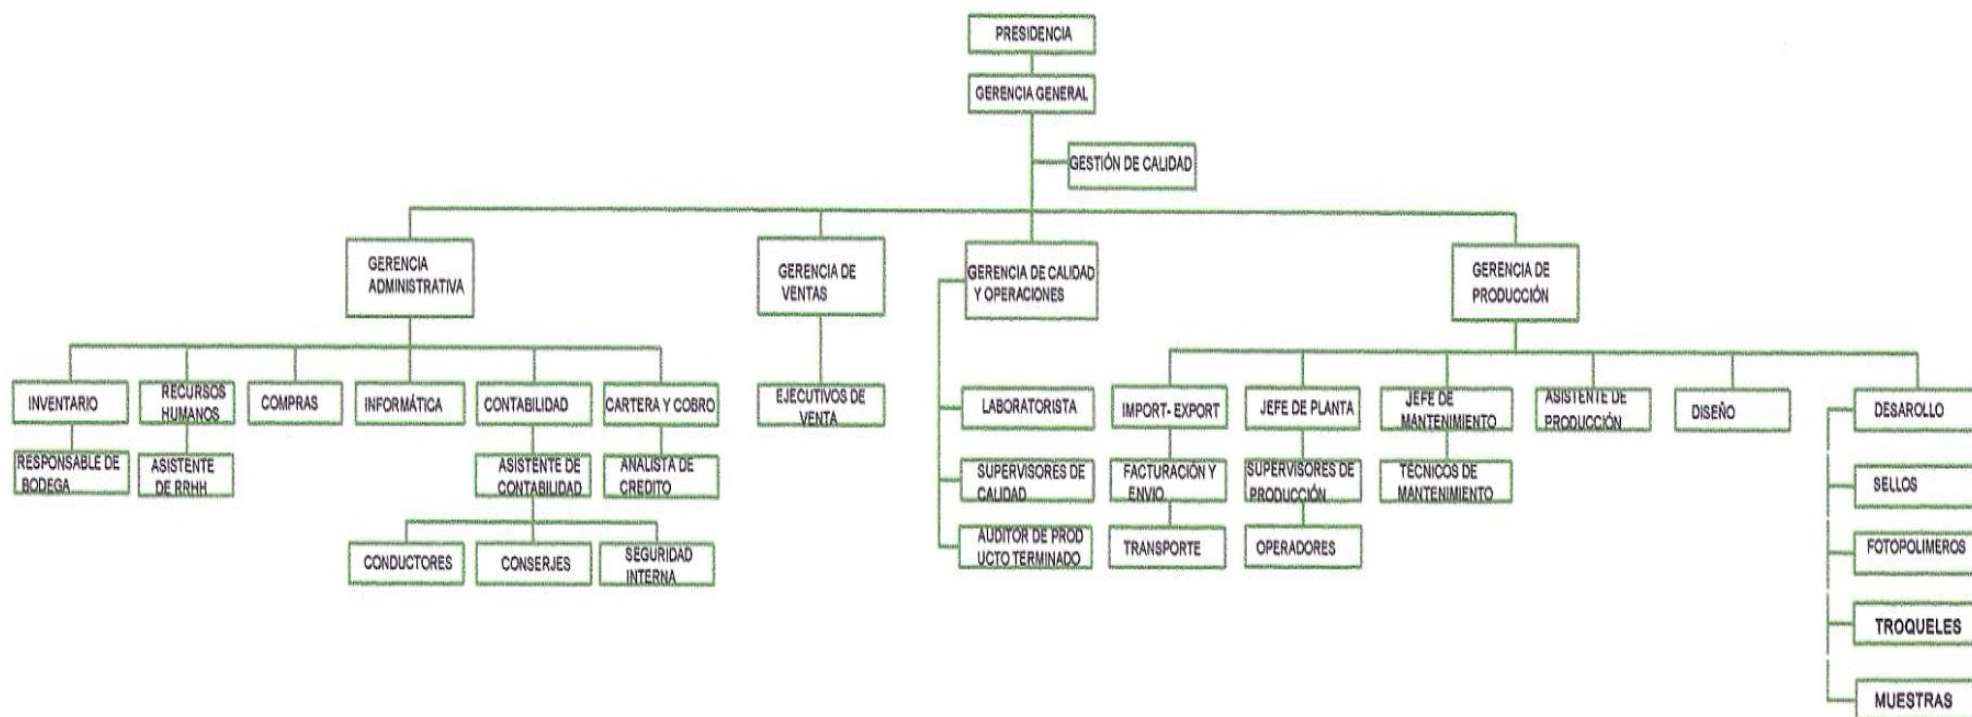 PRESIDENCIA
GERENCIA GENERAL
GESTIÓN DE CALIDAD
GERENCIA
ADMINISTRATIVA
GERENCIA DE
VENTAS
GERENCIA DE CALIDAD
Y OPERACIONES
GERENCIA DE
PRODUCCIÓN
INVENTARIO
RECURSOS
HUMANOS
COMPRAS
INFORMÁTICA
CONTABILIDAD
CARTERA Y COBRO
EJECUTIVOS DE
VENTA
LABORATORISTA
IMPORT- EXPORT
JEFE DE PLANTA
JEFE DE
MANTENIMIENTO
ASISTENTE DE
PRODUCCIÓN
DISEÑO
DESAROLLO
RESPONSABLE DE
BODEGA
ASISTENTE
DE RRHH
ASISTENTE DE
CONTABILIDAD
ANALISTA DE
CREDITO
SUPERVISORES DE
CALIDAD
FACTURACIÓN Y
ENVIO
SUPERVISORES DE
PRODUCCIÓN
TÉCNICOS DE
MANTENIMIENTO
SELLOS
CONDUCTORES
CONSERJES
SEGURIDAD
INTERNA
AUDITOR DE PROD
UCTO TERMINADO
TRANSPORTE
OPERADORES
FOTOPOLIMEROS
TROQUELES
MUESTRAS